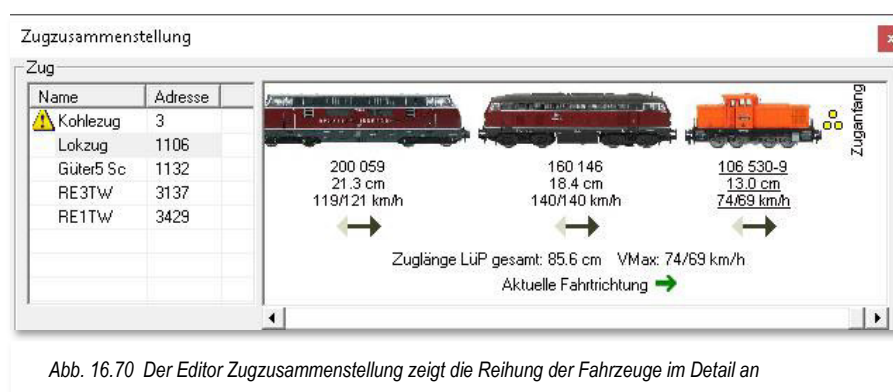 Zugzusammenstellung
Zug
Name Adresse
Kohlezug 3
Lokzug 1106
Güter5 Sc 1132
RE3TW 3137
RE1TW 3429
200 059
21.3 cm
119/121 km/h
160 146
18.4 cm
140/140 km/h
106 530-9
13.0 cm
74/69 km/h
Zuganfang
Zuglänge LüP gesamt: 85.6 cm VMax: 74/69 km/h
Aktuelle Fahrtrichtung
Abb. 16.70 Der Editor Zugzusammenstellung zeigt die Reihung der Fahrzeuge im Detail an